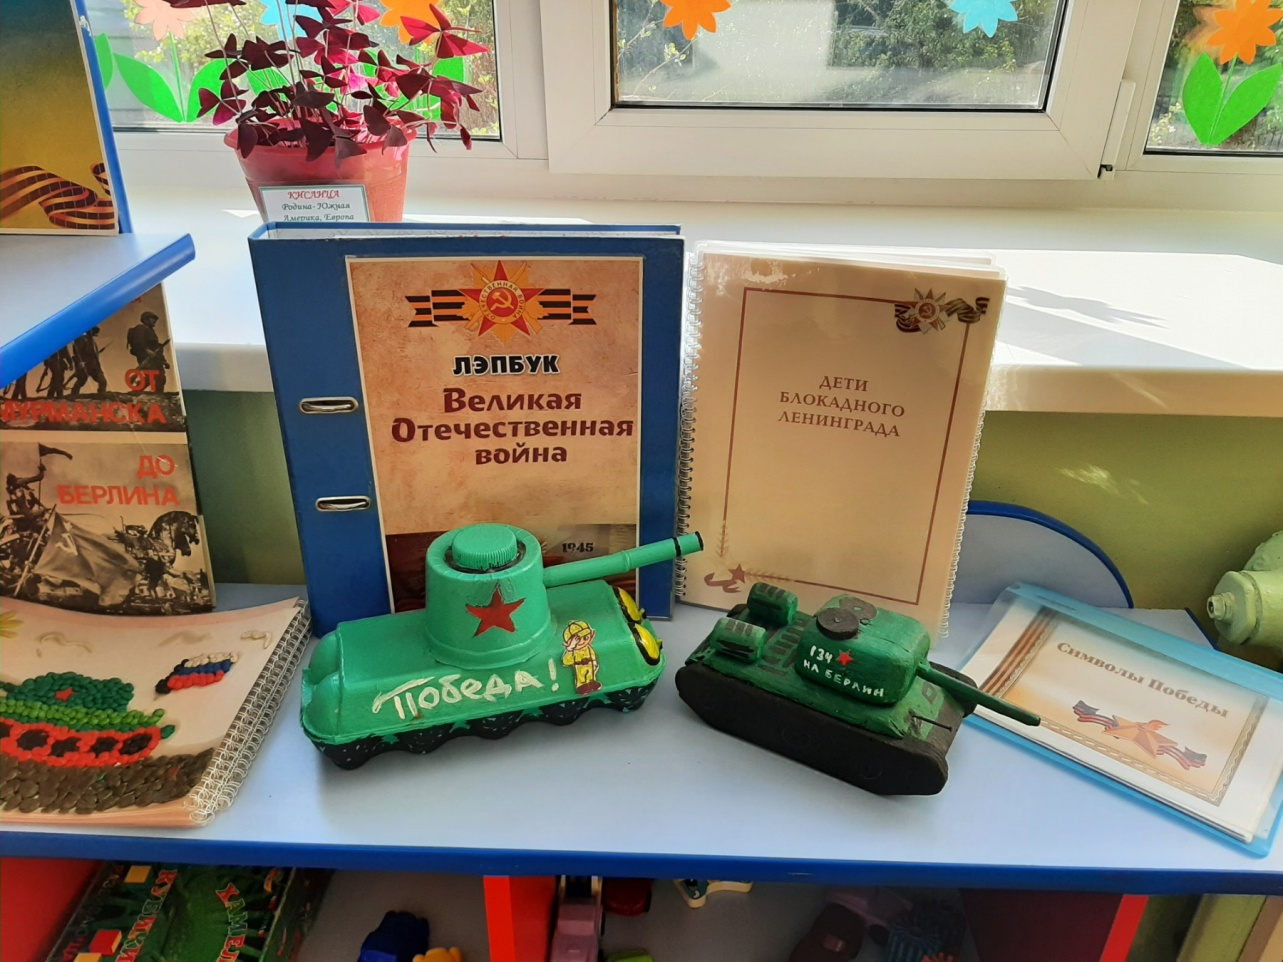 КИСЛИЦА
Родина-Южная
Америка, Европа
ЛЭПБУК
Великая
Отечественная
война
1945
ДЕТИ
БЛОКАДНОГО
ЛЕНИНГРАДА
ОТ
МУРМАНСКА
ДО
БЕРЛИНА
ПОБЕДА!
134
НА БЕРЛИН
Символы Победы